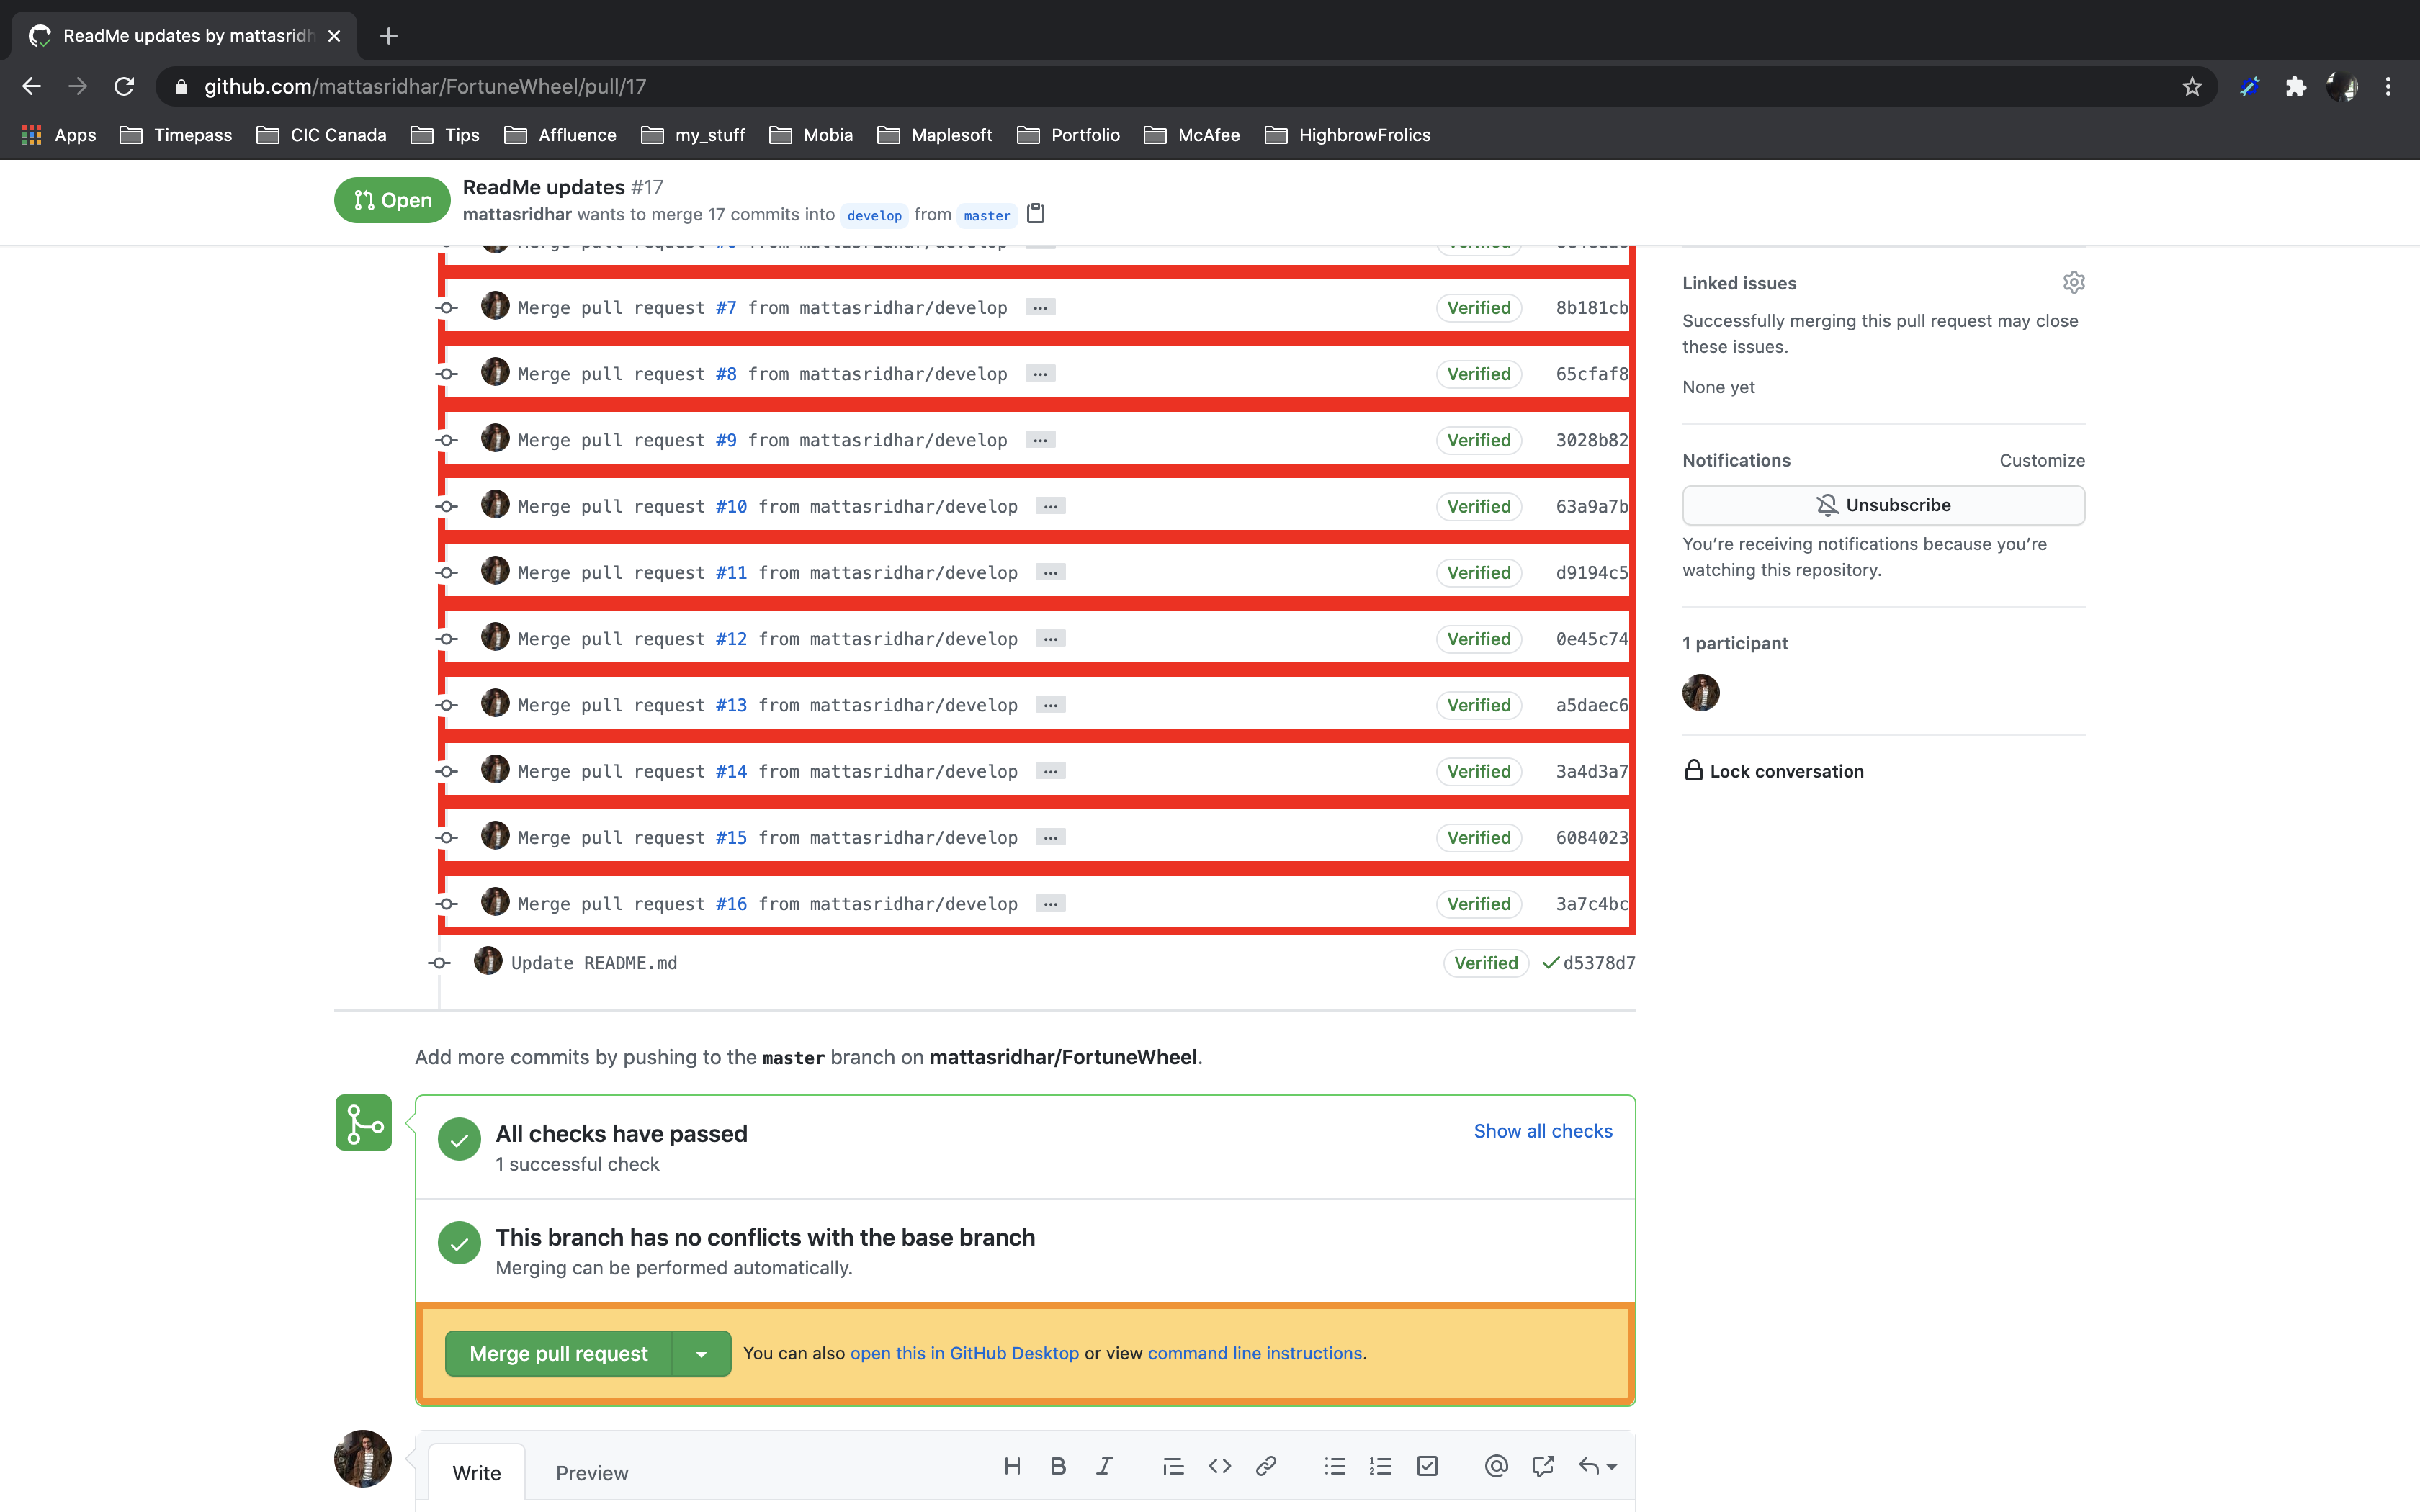 ReadMe updates by mattasridh
github.com/mattasridhar/FortuneWheel/pull/17
Apps Timepass CIC Canada Tips Affluence my_stuff Mobia Maplesoft Portfolio McAfee HighbrowFrolics
Open
ReadMe updates #17
mattasridhar wants to merge 17 commits into develop from master
Merge pull request #7 from mattasridhar/develop … Verified 8b181cb
Merge pull request #8 from mattasridhar/develop … Verified 65cfaf8
Merge pull request #9 from mattasridhar/develop … Verified 3028b82
Merge pull request #10 from mattasridhar/develop … Verified 63a9a7b
Merge pull request #11 from mattasridhar/develop … Verified d9194c5
Merge pull request #12 from mattasridhar/develop … Verified 0e45c74
Merge pull request #13 from mattasridhar/develop … Verified a5daec6
Merge pull request #14 from mattasridhar/develop … Verified 3a4d3a7
Merge pull request #15 from mattasridhar/develop … Verified 6084023
Merge pull request #16 from mattasridhar/develop … Verified 3a7c4bc
Update README.md Verified d5378d7
Add more commits by pushing to the master branch on mattasridhar/FortuneWheel.
All checks have passed
Show all checks
1 successful check
This branch has no conflicts with the base branch
Merging can be performed automatically.
Merge pull request You can also open this in GitHub Desktop or view command line instructions.
Write Preview
Linked issues
Successfully merging this pull request may close
these issues.
None yet
Notifications Customize
Unsubscribe
You’re receiving notifications because you’re
watching this repository.
1 participant
Lock conversation